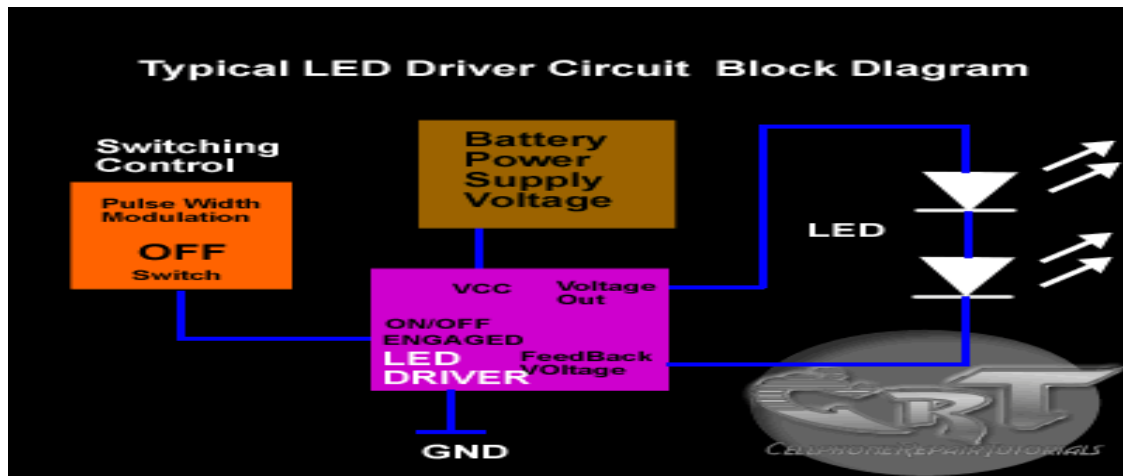 Typical LED Driver Circuit Block DIagram
Switching
Control
Pulse Width
Modulation
OFF
Switch
Battery
Power
Supply
Voltage
LED
VCC
Voltage
Out
ON/OFF
ENGAGED
LED
DRIVER
FeedBack
VOltage
GND
CRT
CellphoneRepairTutorials